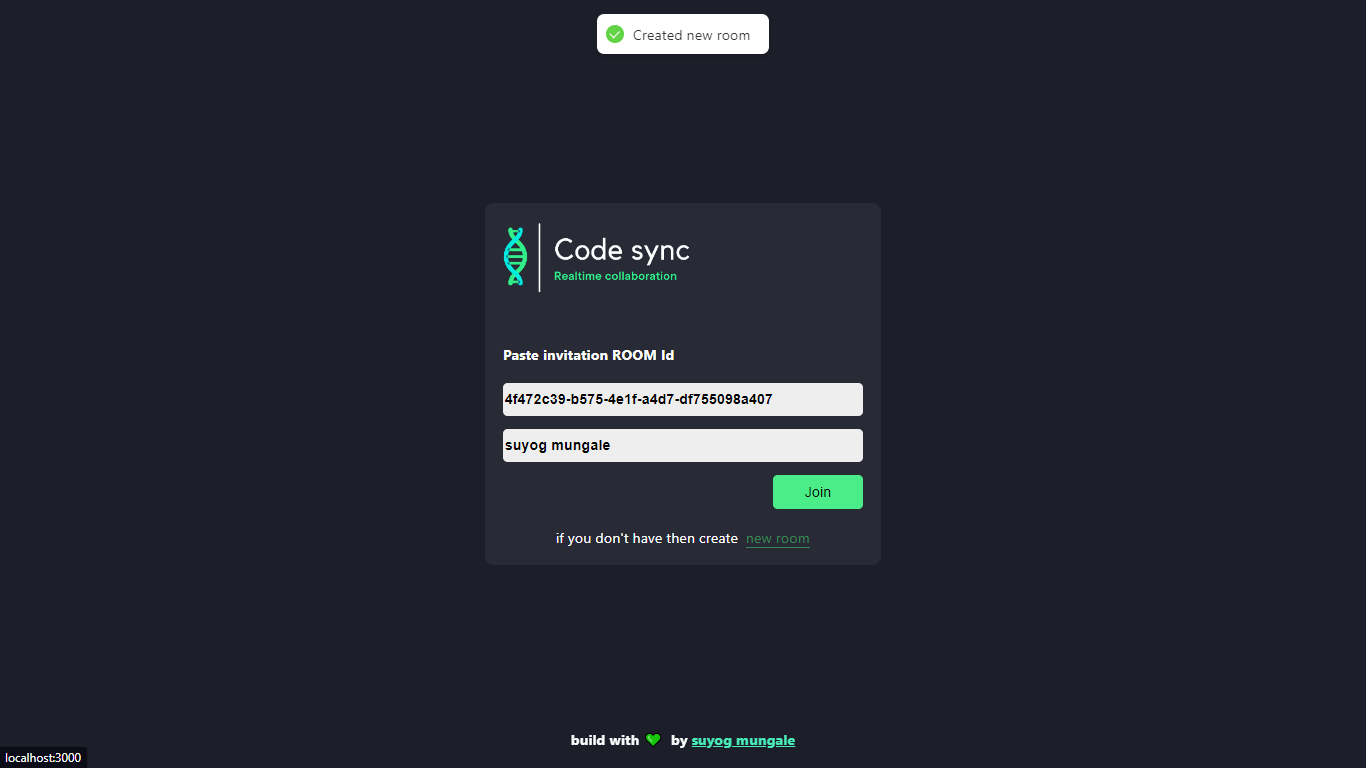 Created new room
Code sync
Realtime collaboration
Paste invitation ROOM Id
4f472c39-b575-4e1f-a4d7-df755098a407
suyog mungale
Join
if you don't have then create new room
build with 💚 by suyog mungale
localhost:3000